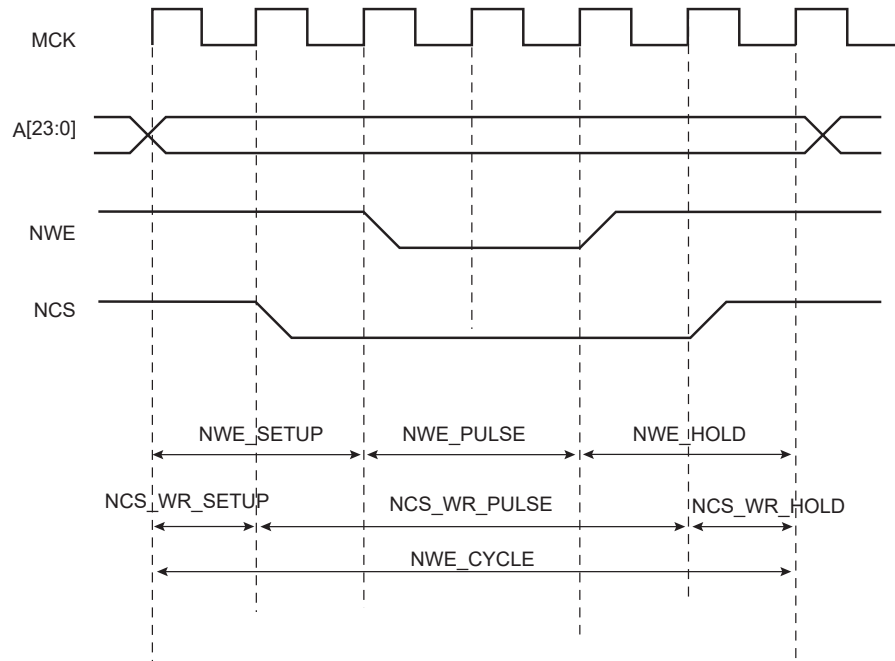 MCK
A[23:0]
NWE
NCS
NWE_SETUP NWE_PULSE NWE_HOLD
NCS_WR_SETUP NCS_WR_PULSE NCS_WR_HOLD
NWE_CYCLE